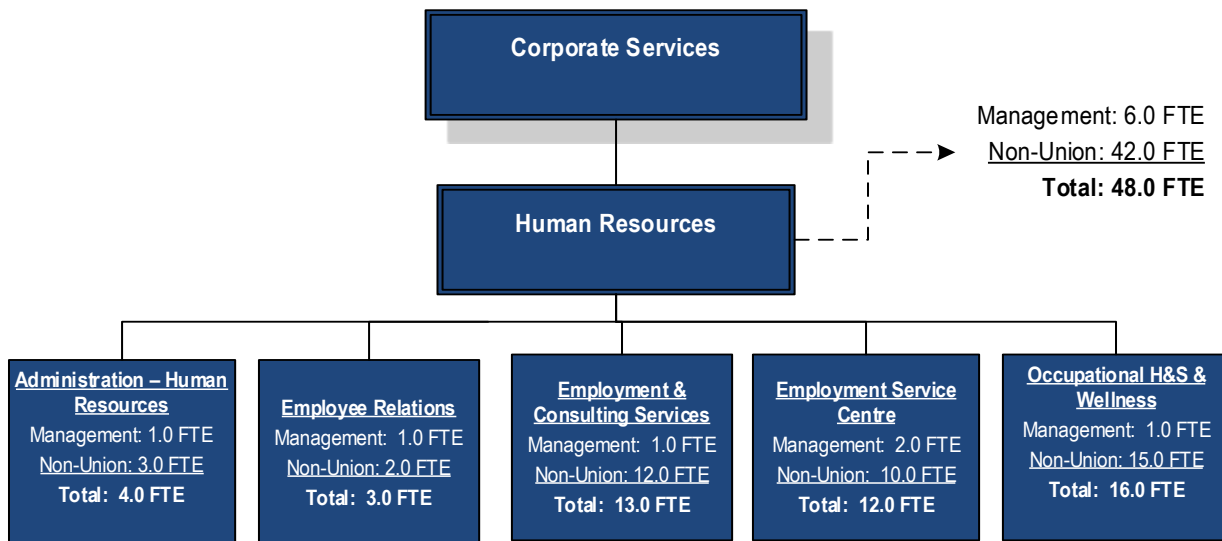 Corporate Services
Management: 6.0 FTE
Non-Union: 42.0 FTE
Total: 48.0 FTE
Human Resources
Administration – Human
Resources
Management: 1.0 FTE
Non-Union: 3.0 FTE
Total: 4.0 FTE
Employee Relations
Management: 1.0 FTE
Non-Union: 2.0 FTE
Total: 3.0 FTE
Employment &
Consulting Services
Management: 1.0 FTE
Non-Union: 12.0 FTE
Total: 13.0 FTE
Employment Service
Centre
Management: 2.0 FTE
Non-Union: 10.0 FTE
Total: 12.0 FTE
Occupational H&S &
Wellness
Management: 1.0 FTE
Non-Union: 15.0 FTE
Total: 16.0 FTE